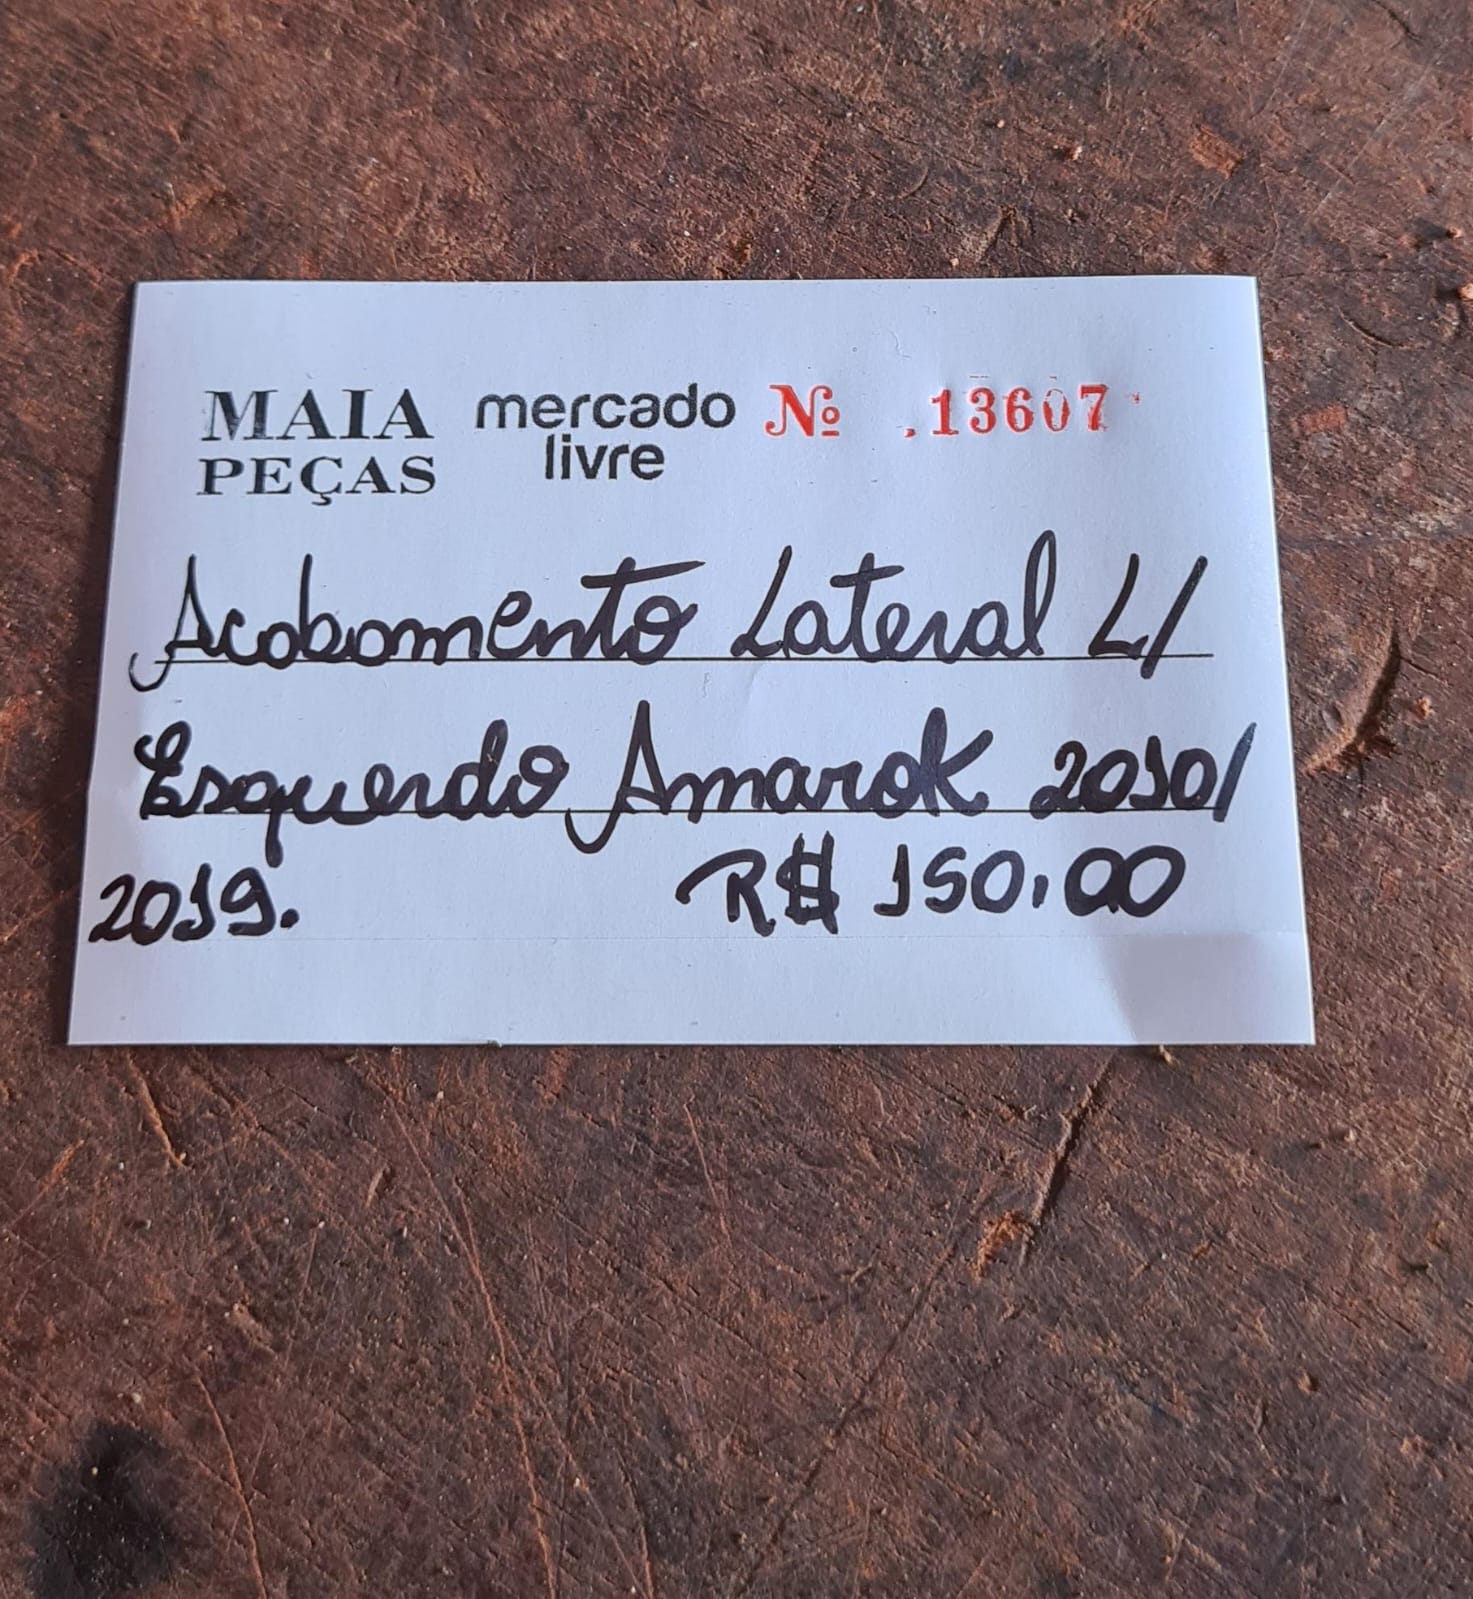 MAIA PEÇAS mercado livre Nº 13607
Acabamento Lateral L/
Esquerdo Amarok 2010/
2019. R$ 150,00